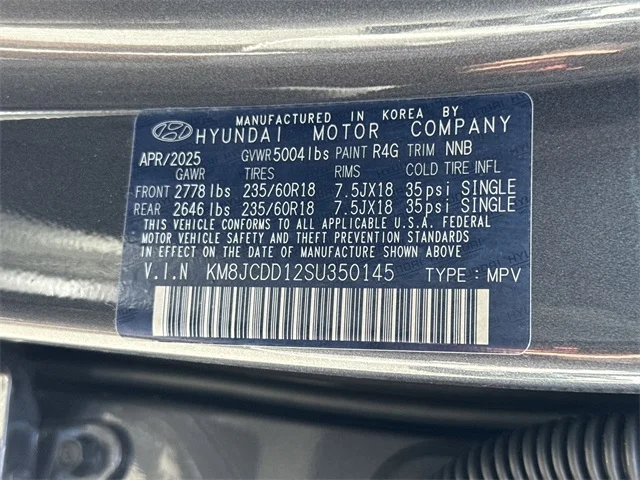 MANUFACTURED IN KOREA BY
HYUNDAI MOTOR COMPANY
APR/2025 GVWR 5004lbs PAINT R4G TRIM NNB
GAWR TIRES RIMS COLD TIRE INFL
FRONT 2778 lbs 235/60R18 7.5JX18 35psi SINGLE
REAR 2646 lbs 235/60R18 7.5JX18 35psi SINGLE
THIS VEHICLE CONFORMS TO ALL APPLICABLE U.S.A. FEDERAL
MOTOR VEHICLE SAFETY AND THEFT PREVENTION STANDARDS
IN EFFECT ON THE DATE OF MANUFACTURE SHOWN ABOVE.
V.I.N KM8JCDD12SU350145 TYPE : MPV